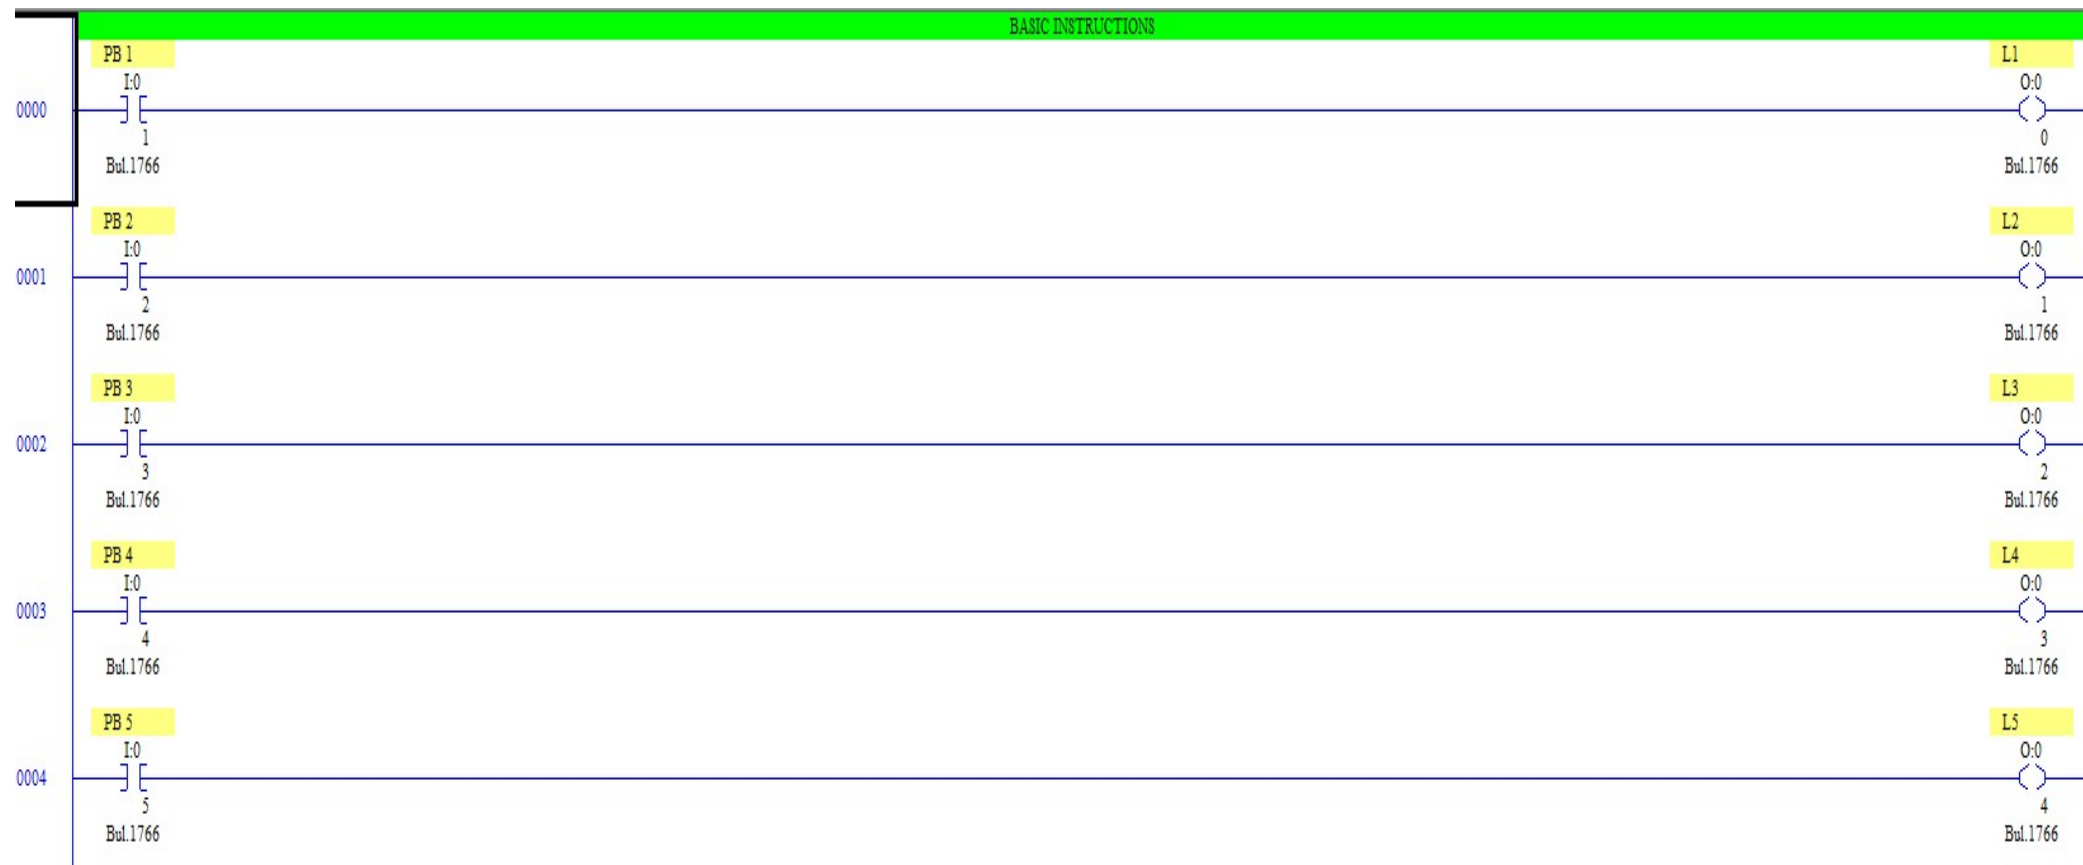 BASIC INSTRUCTIONS
PB 1 L1
I:0 O:0
0000
1 0
Bul.1766 Bul.1766
PB 2 L2
I:0 O:0
0001
2 1
Bul.1766 Bul.1766
PB 3 L3
I:0 O:0
0002
3 2
Bul.1766 Bul.1766
PB 4 L4
I:0 O:0
0003
4 3
Bul.1766 Bul.1766
PB 5 L5
I:0 O:0
0004
5 4
Bul.1766 Bul.1766